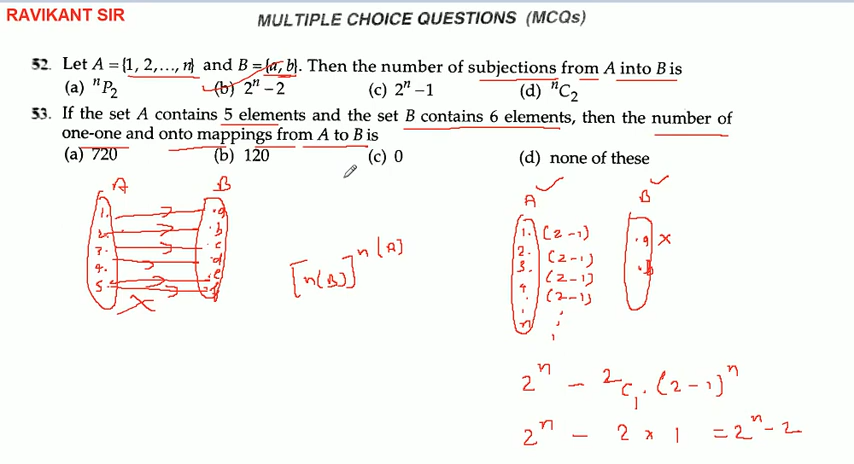 RAVIKANT SIR
MULTIPLE CHOICE QUESTIONS (MCQs)
52. Let A = {1, 2, ..., n} and B = {a, b}. Then the number of subjections from A into B is
(a) ⁿP₂ (b) 2ⁿ – 2 (c) 2ⁿ – 1 (d) ⁿC₂
53. If the set A contains 5 elements and the set B contains 6 elements, then the number of
one-one and onto mappings from A to B is
(a) 720 (b) 120 (c) 0 (d) none of these
A B
1. .a
2. .b
3. .c
4. .d
5. .e
.f
X
[n(B)]^n(A)
A B
1. (2-1) .a X
2. (2-1) .b
3. (2-1)
4. (2-1)
n
2ⁿ - ²C₁. (2-1)ⁿ
2ⁿ - 2 × 1 = 2ⁿ - 2